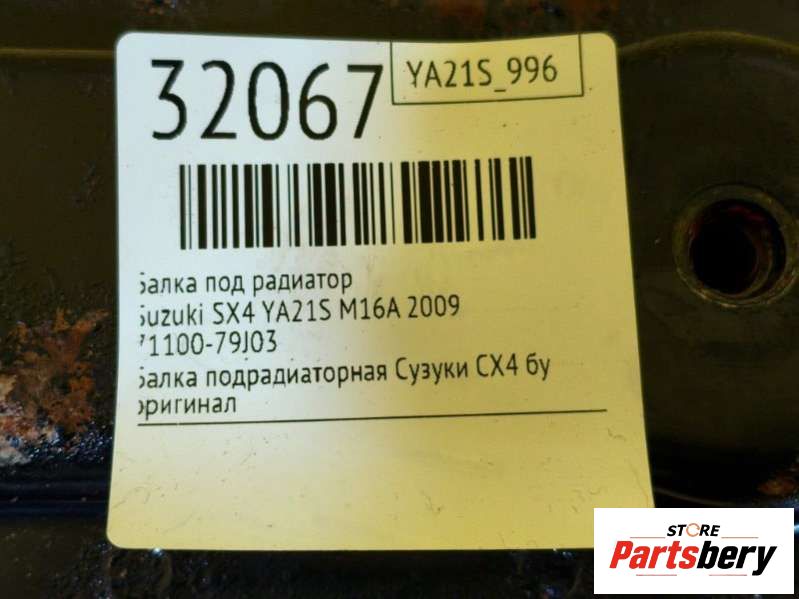 32067
YA21S_996
Балка под радиатор
Suzuki SX4 YA21S M16A 2009
71100-79J03
Балка подрадиаторная Сузуки СХ4 бу
оригинал
STORE
Partsbery